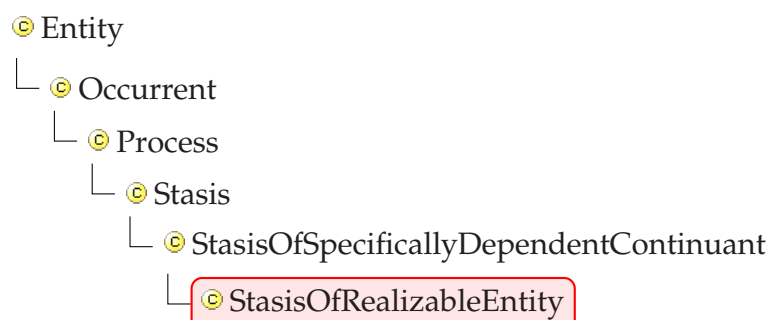 Entity
Occurrent
Process
Stasis
StasisOfSpecificallyDependentContinuant
StasisOfRealizableEntity